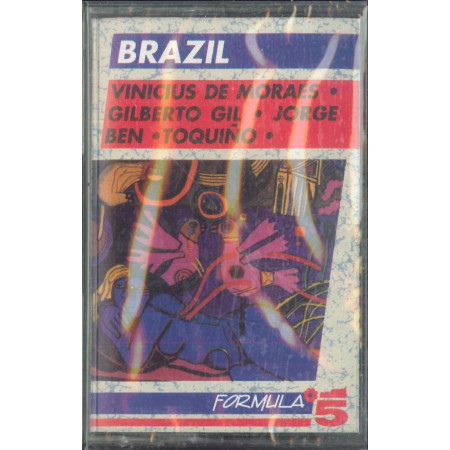 BRAZIL
VINICIUS DE MORAES •
GILBERTO GIL • JORGE
BEN • TOQUIÑO •
FORMULA 5